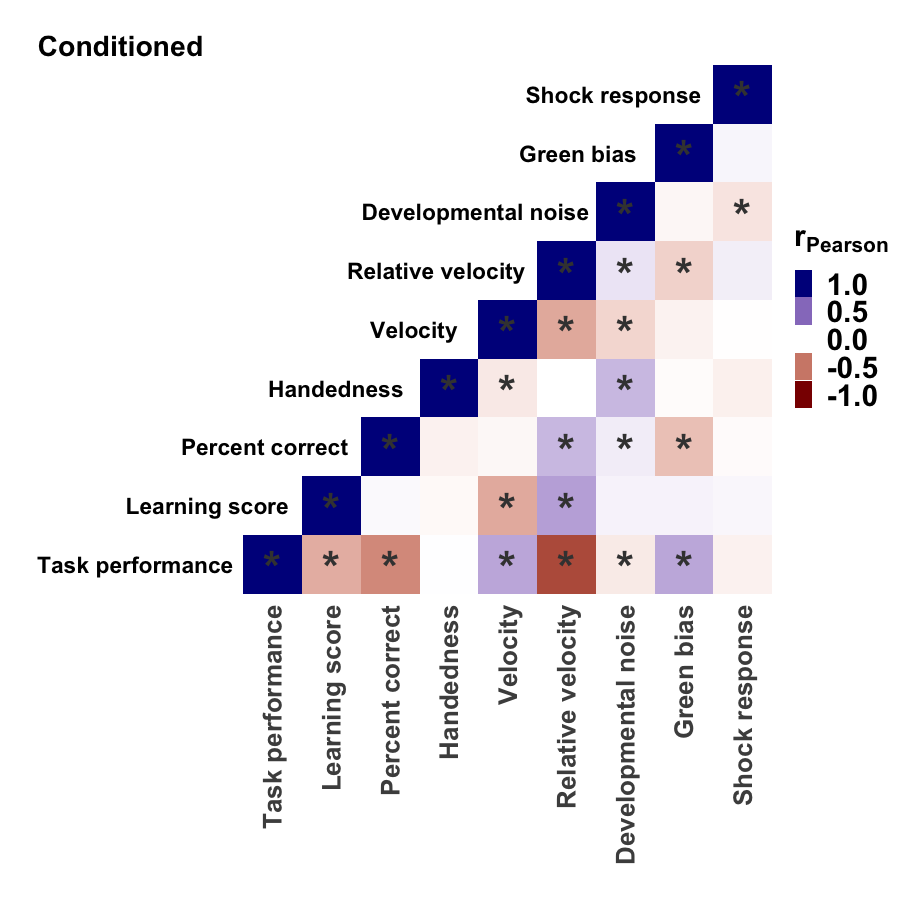 Conditioned
Shock response *
Green bias *
Developmental noise * *
Relative velocity * * *
Velocity * * *
Handedness * * *
Percent correct * * * *
Learning score * * *
Task performance * * * * * * *
Task performance
Learning score
Percent correct
Handedness
Velocity
Relative velocity
Developmental noise
Green bias
Shock response
rPearson
1.0
0.5
0.0
-0.5
-1.0